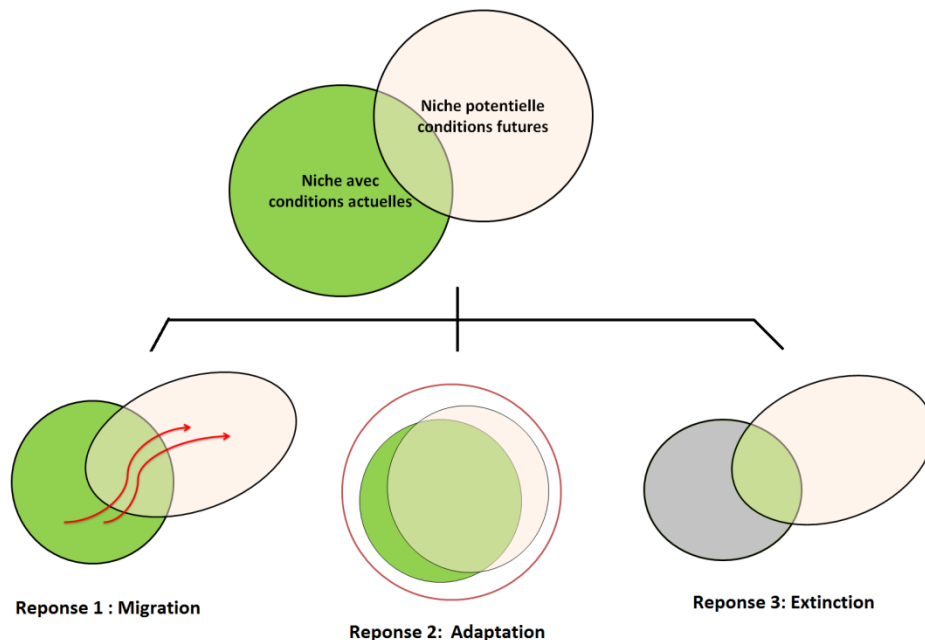 Niche potentielle
conditions futures
Niche avec
conditions actuelles
Reponse 1 : Migration
Reponse 2: Adaptation
Reponse 3: Extinction